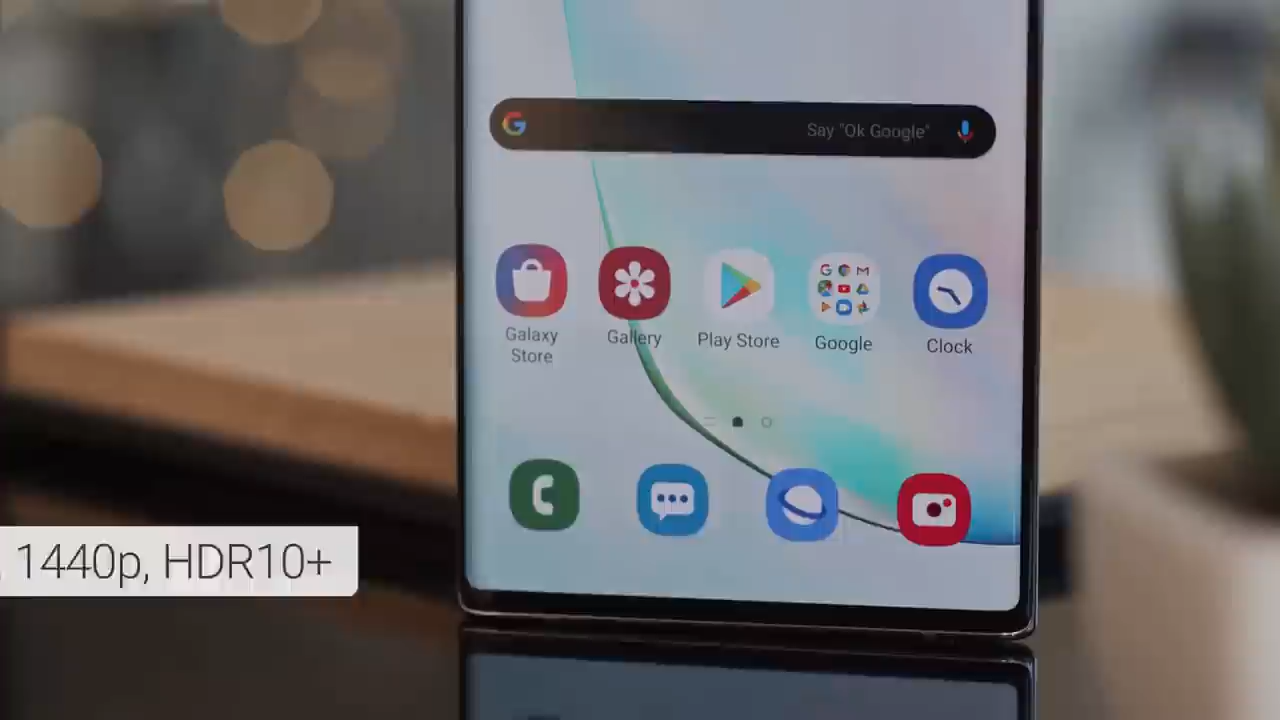 Say "Ok Google"
Galaxy
Store
Gallery
Play Store
Google
Clock
1440p, HDR10+